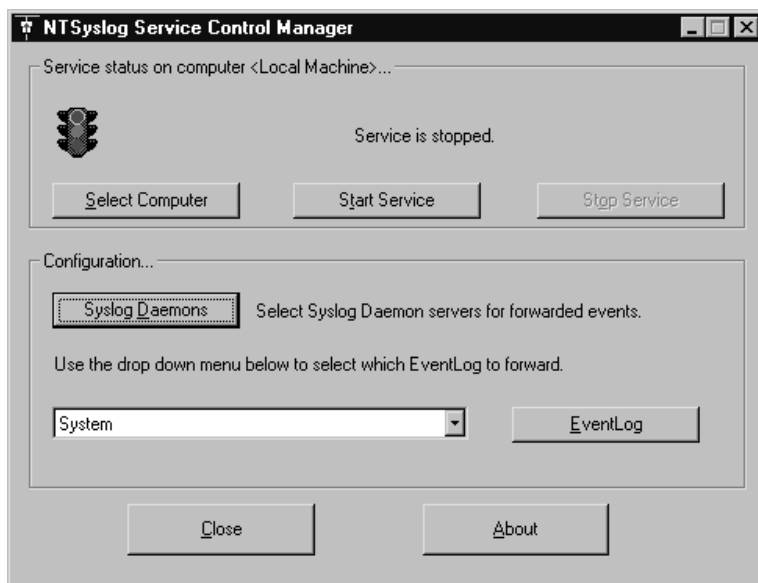 NTSyslog Service Control Manager
Service status on computer <Local Machine>...
Service is stopped.
Select Computer
Start Service
Stop Service
Configuration...
Syslog Daemons
Select Syslog Daemon servers for forwarded events.
Use the drop down menu below to select which EventLog to forward.
System
EventLog
Close
About